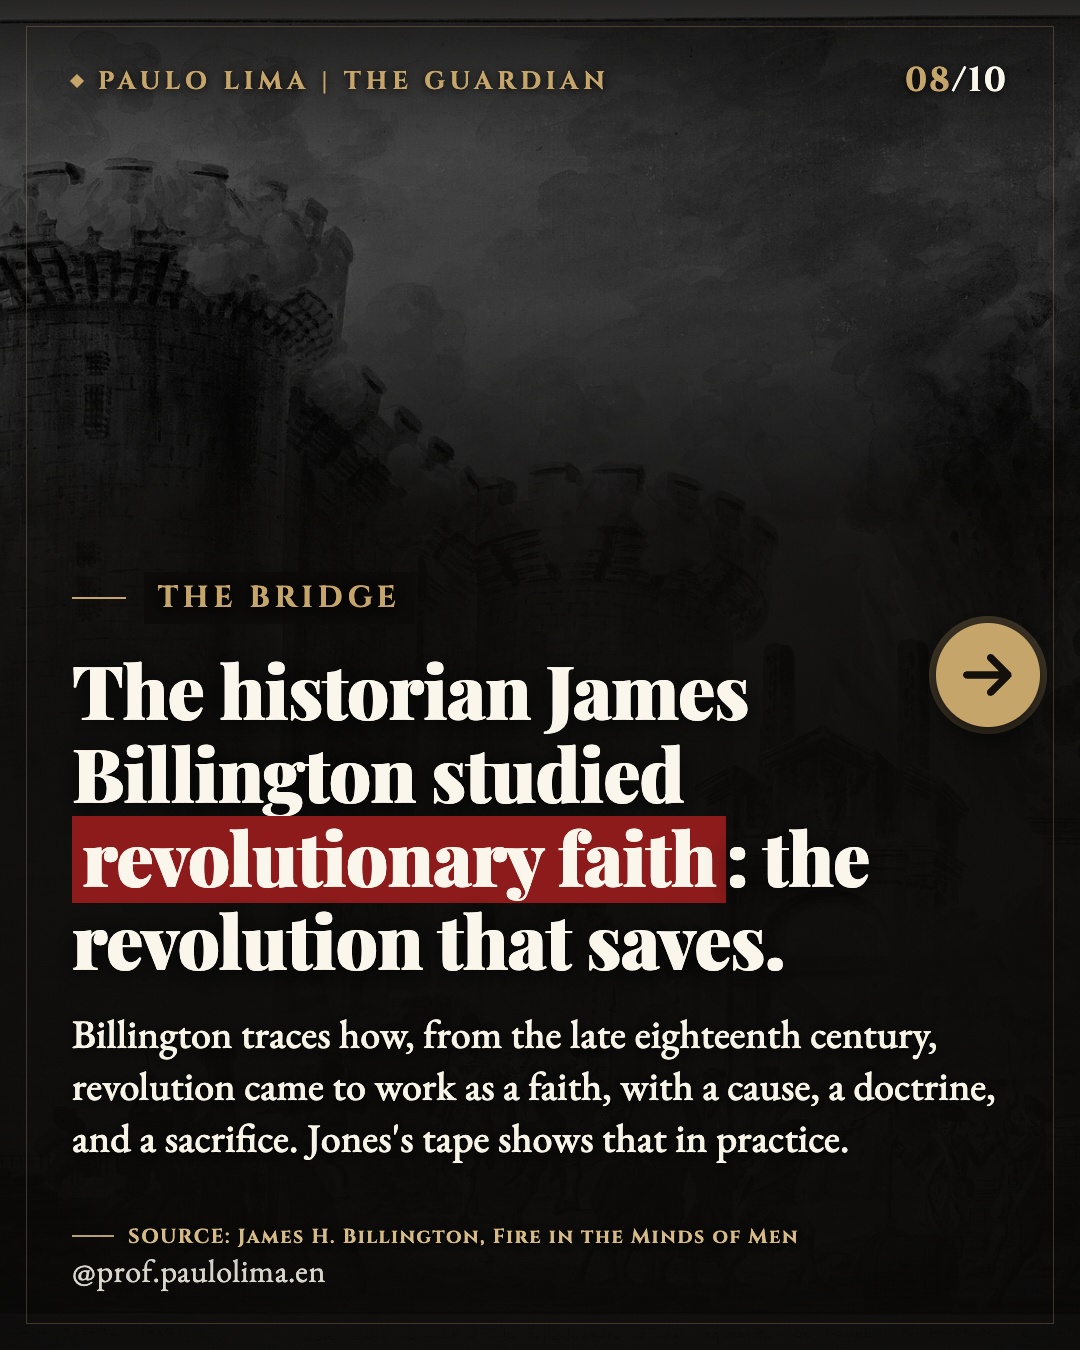 ◆ PAULO LIMA | THE GUARDIAN
08/10
THE BRIDGE
The historian James
Billington studied
revolutionary faith: the
revolution that saves.
Billington traces how, from the late eighteenth century,
revolution came to work as a faith, with a cause, a doctrine,
and a sacrifice. Jones's tape shows that in practice.
SOURCE: James H. Billington, Fire in the Minds of Men
@prof.paulolima.en